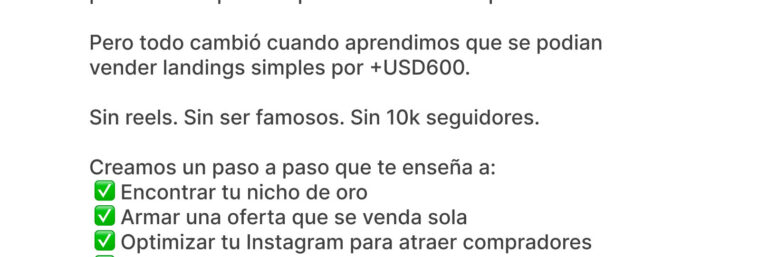 Pero todo cambió cuando aprendimos que se podian
vender landings simples por +USD600.
Sin reels. Sin ser famosos. Sin 10k seguidores.
Creamos un paso a paso que te enseña a:
✅ Encontrar tu nicho de oro
✅ Armar una oferta que se venda sola
✅ Optimizar tu Instagram para atraer compradores